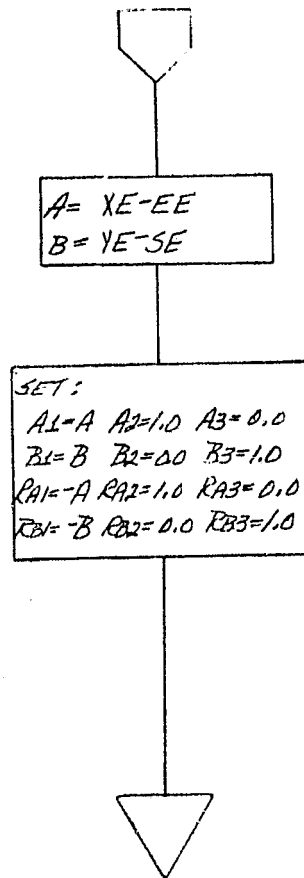 A= XE-EE
B= YE-SE
SET:
A1=A A2=1.0 A3=0.0
B1=B B2=0.0 B3=1.0
RA1=-A RA2=1.0 RA3=0.0
RB1=-B RB2=0.0 RB3=1.0